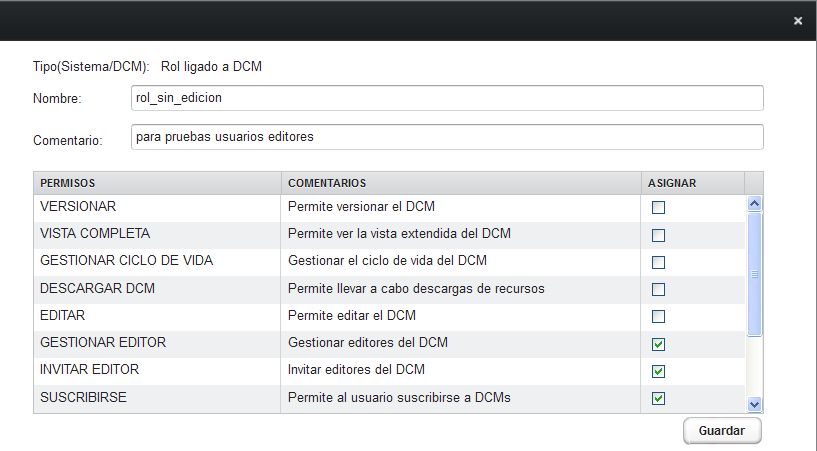 Tipo(Sistema/DCM): Rol ligado a DCM
Nombre: rol_sin_edicion
Comentario: para pruebas usuarios editores
PERMISOS COMENTARIOS ASIGNAR
VERSIONAR Permite versionar el DCM
VISTA COMPLETA Permite ver la vista extendida del DCM
GESTIONAR CICLO DE VIDA Gestionar el ciclo de vida del DCM
DESCARGAR DCM Permite llevar a cabo descargas de recursos
EDITAR Permite editar el DCM
GESTIONAR EDITOR Gestionar editores del DCM
INVITAR EDITOR Invitar editores del DCM
SUSCRIBIRSE Permite al usuario suscribirse a DCMs
Guardar